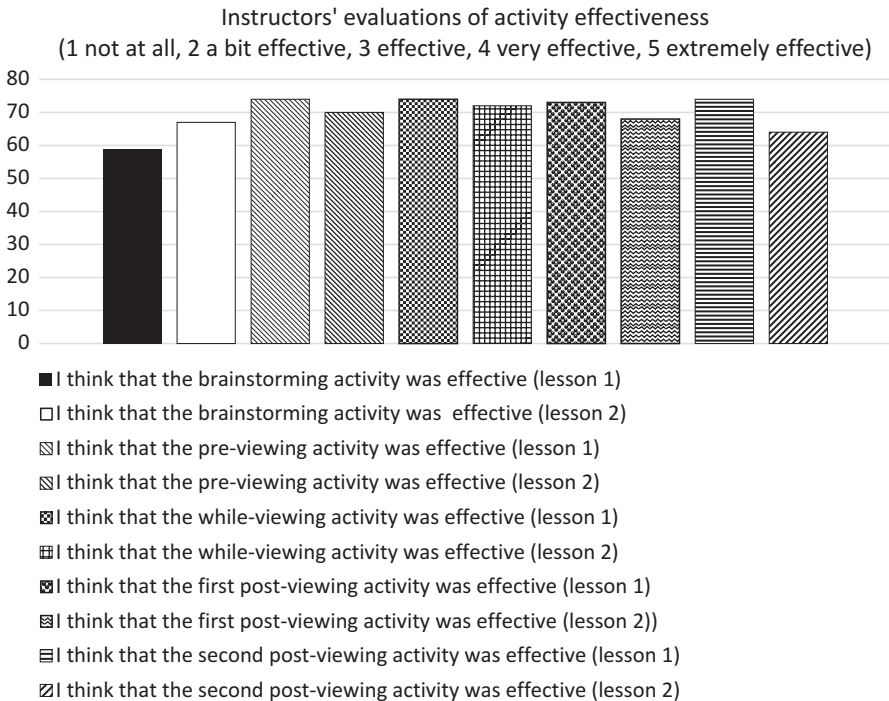 Instructors' evaluations of activity effectiveness
(1 not at all, 2 a bit effective, 3 effective, 4 very effective, 5 extremely effective)
80
70
60
50
40
30
20
10
0
I think that the brainstorming activity was effective (lesson 1)
I think that the brainstorming activity was  effective (lesson 2)
I think that the pre-viewing activity was effective (lesson 1)
I think that the pre-viewing activity was effective (lesson 2)
I think that the while-viewing activity was effective (lesson 1)
I think that the while-viewing activity was effective (lesson 2)
I think that the first post-viewing activity was effective (lesson 1)
I think that the first post-viewing activity was effective (lesson 2))
I think that the second post-viewing activity was effective (lesson 1)
I think that the second post-viewing activity was effective (lesson 2)